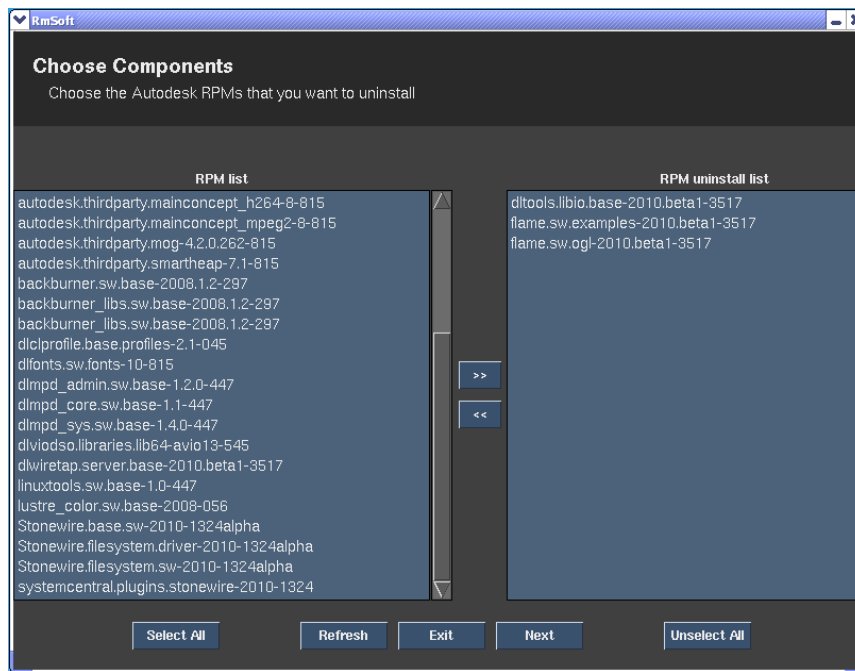 RmSoft
Choose Components
Choose the Autodesk RPMs that you want to uninstall
RPM list
autodesk.thirdparty.mainconcept_h264-8-815
autodesk.thirdparty.mainconcept_mpeg2-8-815
autodesk.thirdparty.mog-4.2.0.262-815
autodesk.thirdparty.smartheap-7.1-815
backburner.sw.base-2008.1.2-297
backburner_libs.sw.base-2008.1.2-297
backburner_libs.sw.base-2008.1.2-297
dlclprofile.base.profiles-2.1-045
dlfonts.sw.fonts-10-815
dlmpd_admin.sw.base-1.2.0-447
dlmpd_core.sw.base-1.1-447
dlmpd_sys.sw.base-1.4.0-447
dlviodso.libraries.lib64-avio13-545
dlwiretap.server.base-2010.beta1-3517
linuxtools.sw.base-1.0-447
lustre_color.sw.base-2008-056
Stonewire.base.sw-2010-1324alpha
Stonewire.filesystem.driver-2010-1324alpha
Stonewire.filesystem.sw-2010-1324alpha
systemcentral.plugins.stonewire-2010-1324
>>
<<
RPM uninstall list
dltools.libio.base-2010.beta1-3517
flame.sw.examples-2010.beta1-3517
flame.sw.ogl-2010.beta1-3517
Select All
Refresh
Exit
Next
Unselect All